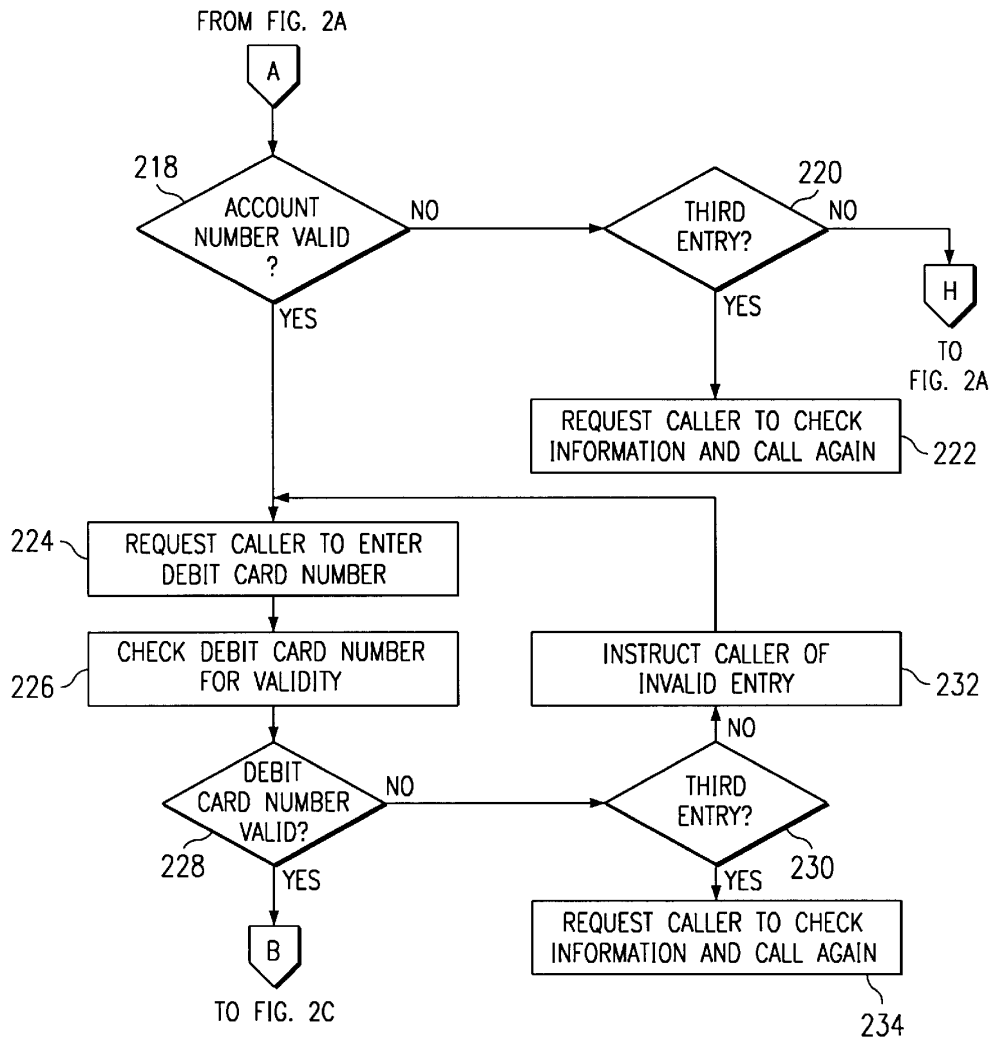 FROM FIG. 2A
A
218
ACCOUNT
NUMBER VALID
?
NO
YES
220
THIRD
ENTRY?
NO
YES
H
TO
FIG. 2A
REQUEST CALLER TO CHECK
INFORMATION AND CALL AGAIN
222
224
REQUEST CALLER TO ENTER
DEBIT CARD NUMBER
226
CHECK DEBIT CARD NUMBER
FOR VALIDITY
INSTRUCT CALLER OF
INVALID ENTRY
232
DEBIT
CARD NUMBER
VALID?
228
NO
YES
NO
THIRD
ENTRY?
230
YES
B
TO FIG. 2C
REQUEST CALLER TO CHECK
INFORMATION AND CALL AGAIN
234